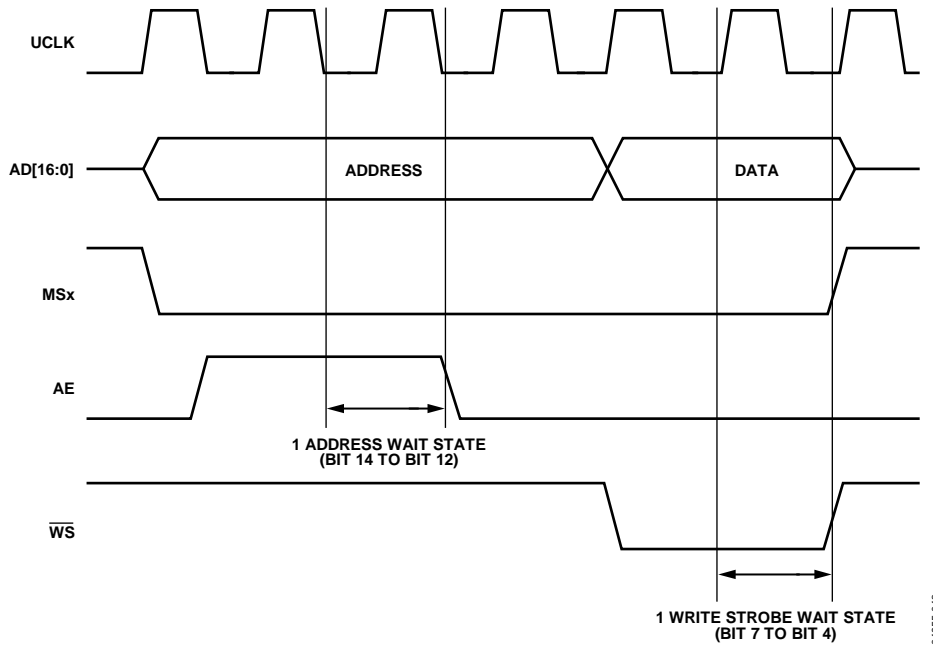 UCLK
AD[16:0]
ADDRESS
DATA
MSx
AE
1 ADDRESS WAIT STATE
(BIT 14 TO BIT 12)
WS
1 WRITE STROBE WAIT STATE
(BIT 7 TO BIT 4)